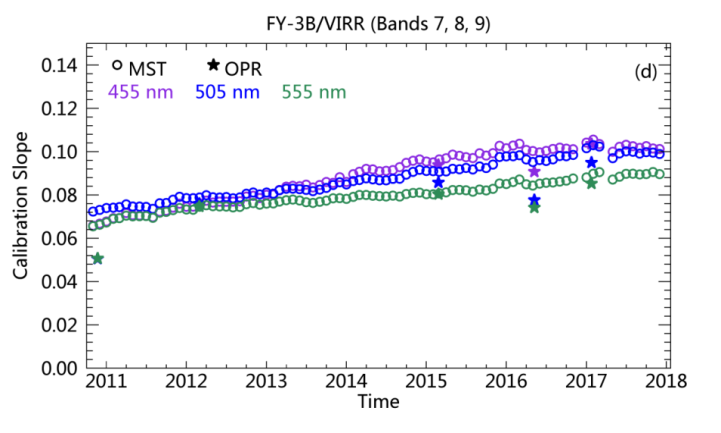 FY-3B/VIRR (Bands 7, 8, 9)
MST OPR (d)
455 nm 505 nm 555 nm
Calibration Slope
0.14
0.12
0.10
0.08
0.06
0.04
0.02
0.00
2011 2012 2013 2014 2015 2016 2017 2018
Time